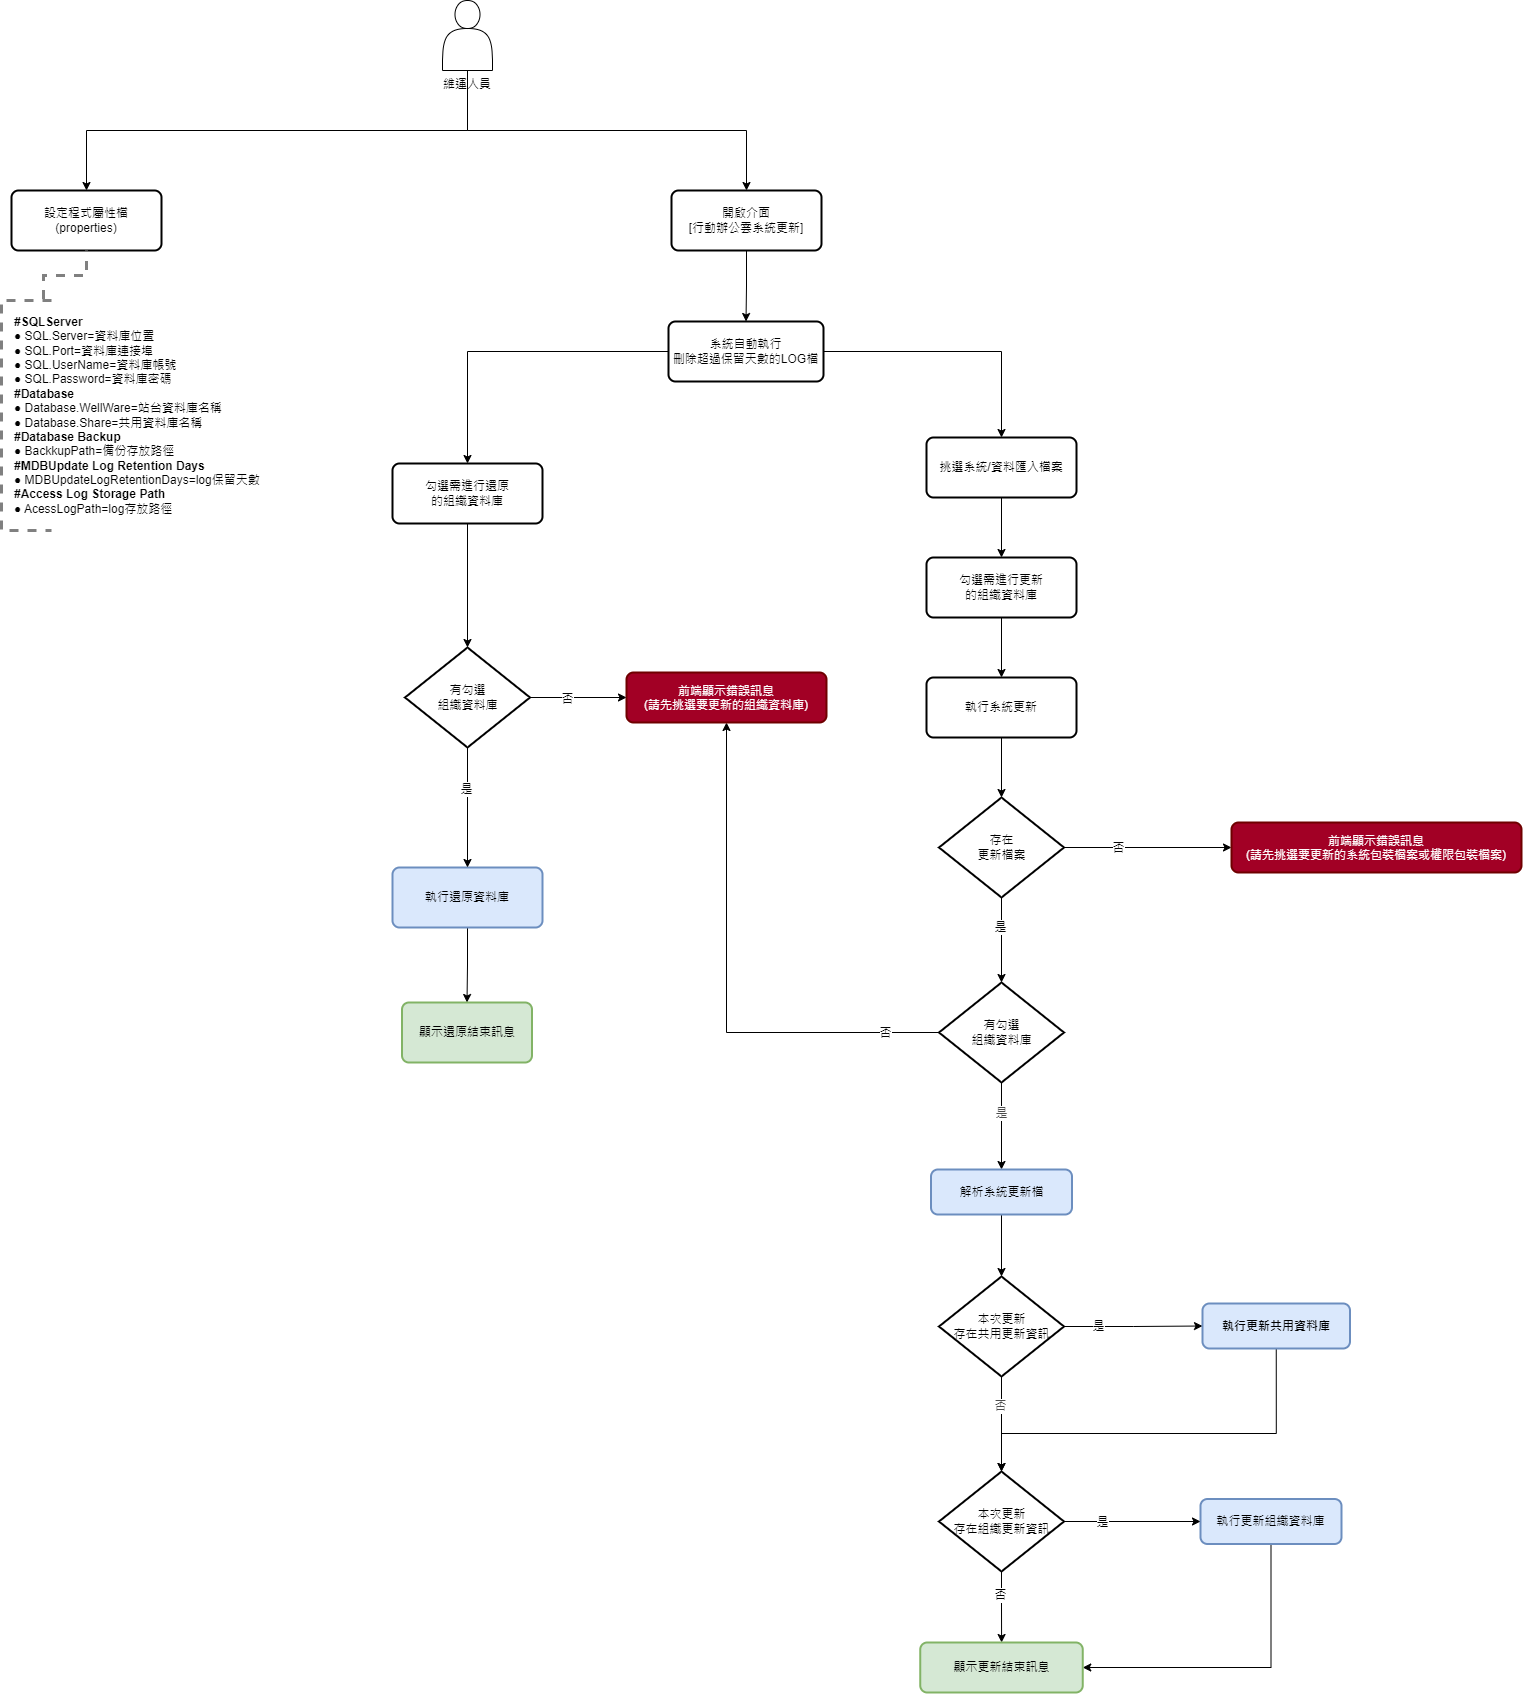 維運人員
設定程式屬性檔
(properties)
開啟介面
[行動辦公雲系統更新]
#SQLServer
● SQL.Server=資料庫位置
● SQL.Port=資料庫連接埠
● SQL.UserName=資料庫帳號
● SQL.Password=資料庫密碼
#Database
● Database.WellWare=站台資料庫名稱
● Database.Share=共用資料庫名稱
#Database Backup
● BackkupPath=備份存放路徑
#MDBUpdate Log Retention Days
● MDBUpdateLogRetentionDays=log保留天數
#Access Log Storage Path
● AcessLogPath=log存放路徑
系統自動執行
刪除超過保留天數的LOG檔
勾選需進行還原
的組織資料庫
挑選系統/資料匯入檔案
勾選需進行更新
的組織資料庫
有勾選
組織資料庫
否
前端顯示錯誤訊息
(請先挑選要更新的組織資料庫)
執行系統更新
是
存在
更新檔案
否
前端顯示錯誤訊息
(請先挑選要更新的系統包裝檔案或權限包裝檔案)
執行還原資料庫
是
顯示還原結束訊息
否
有勾選
組織資料庫
是
解析系統更新檔
本次更新
存在共用更新資訊
是
執行更新共用資料庫
否
本次更新
存在組織更新資訊
是
執行更新組織資料庫
否
顯示更新結束訊息